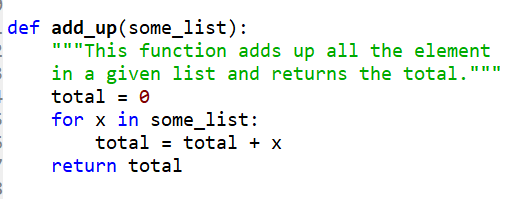 def add_up(some_list):
    """This function adds up all the element
    in a given list and returns the total."""
    total = 0
    for x in some_list:
        total = total + x
    return total